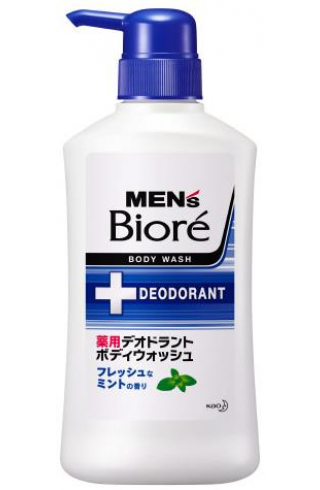 MEN's
Bioré
BODY WASH
DEODORANT
薬用デオドラント
ボディウォッシュ
フレッシュな
ミントの香り
Kao